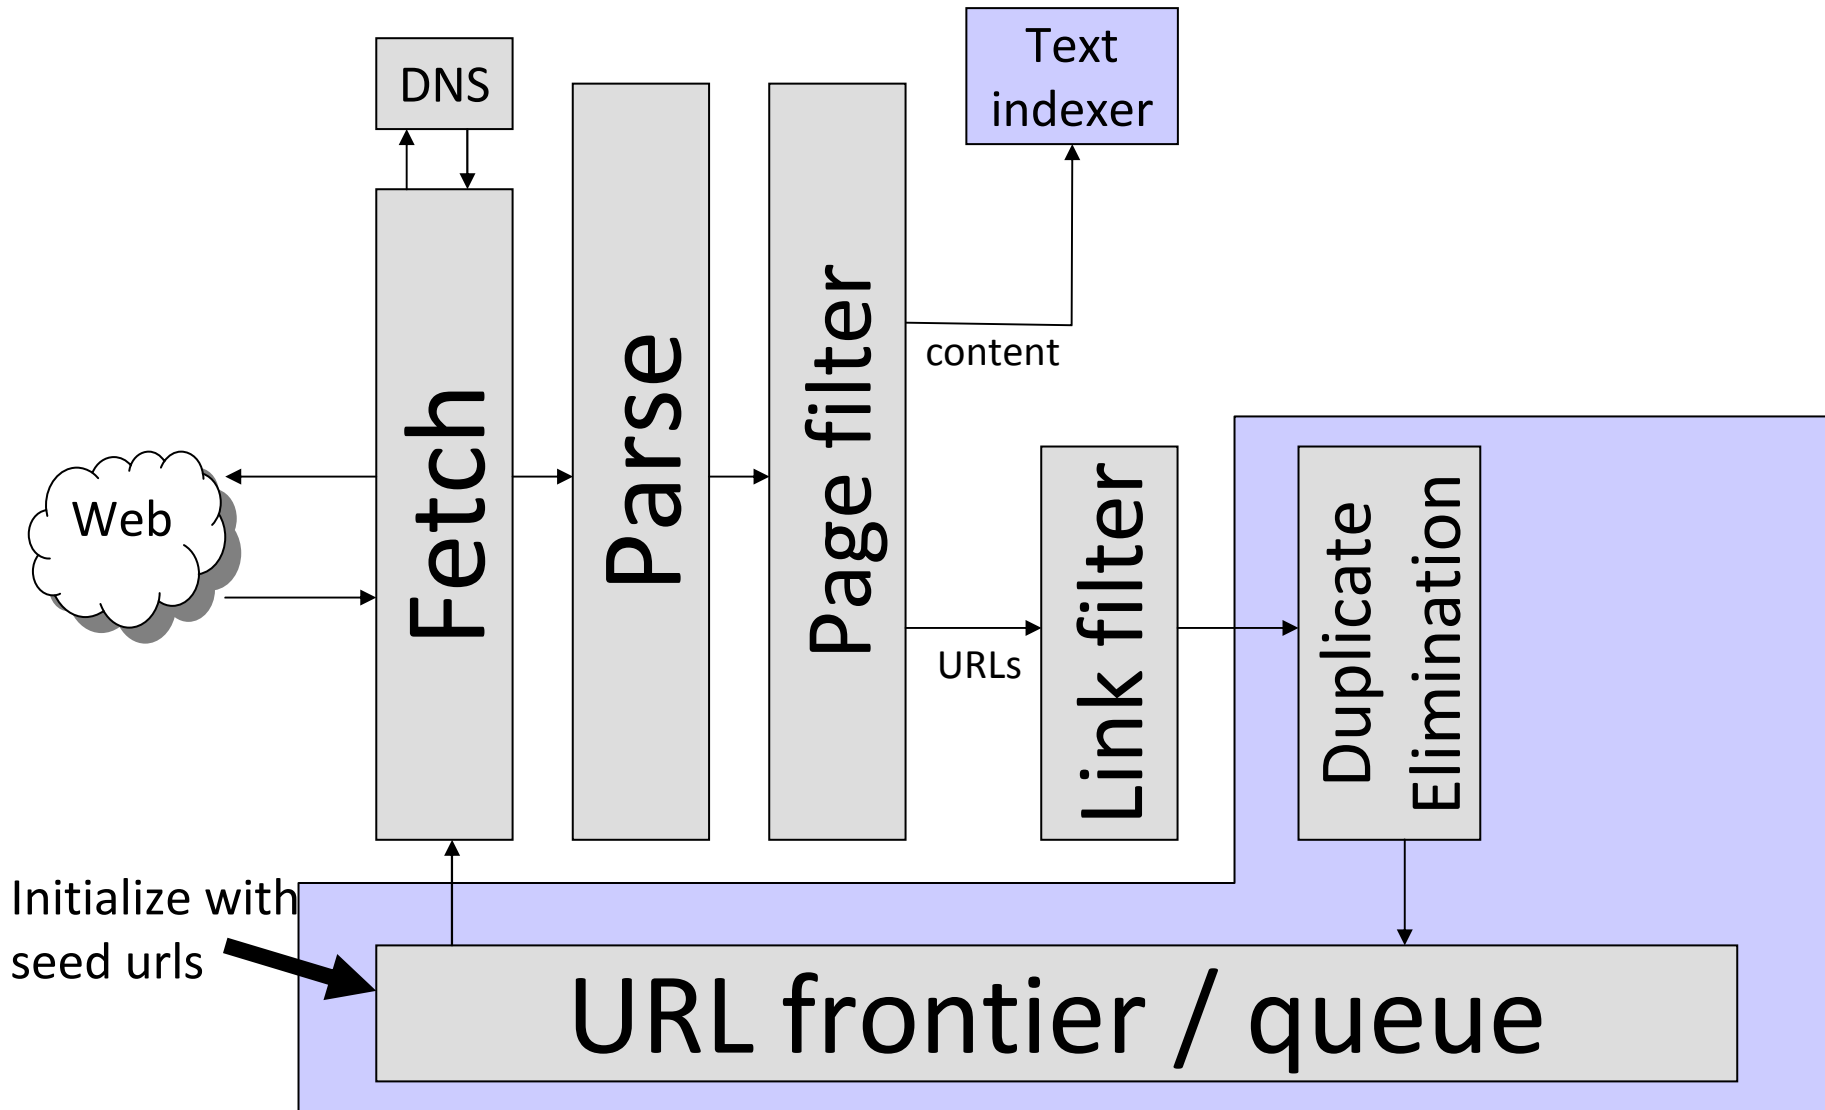 Text
indexer
DNS
Fetch
Parse
Page filter
content
Web
URLs
Link filter
Duplicate
Elimination
Initialize with
seed urls
URL frontier / queue